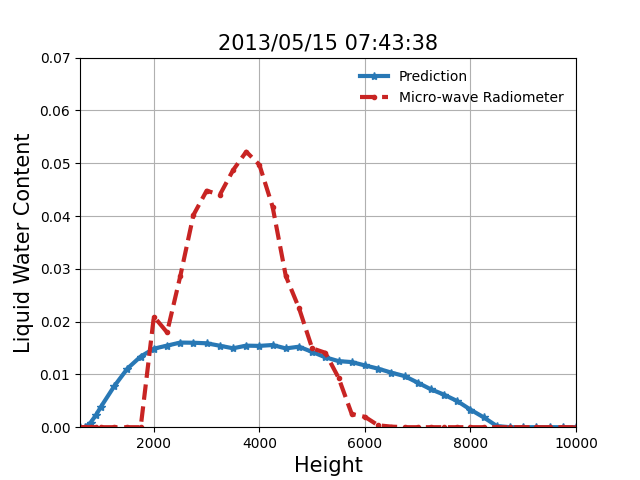 2013/05/15 07:43:38
Prediction
Micro-wave Radiometer
Liquid Water Content
0.07
0.06
0.05
0.04
0.03
0.02
0.01
0.00
2000 4000 6000 8000 10000
Height